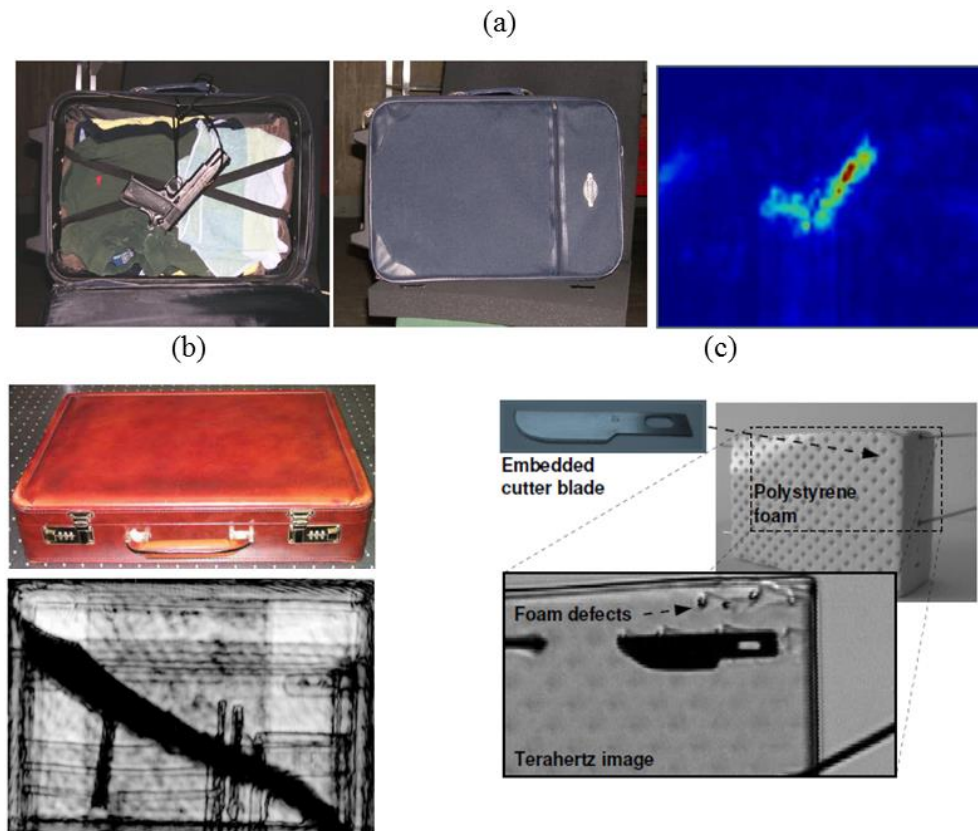 (a)
(b)
(c)
Embedded
cutter blade
Polystyrene
foam
Foam defects
Terahertz image